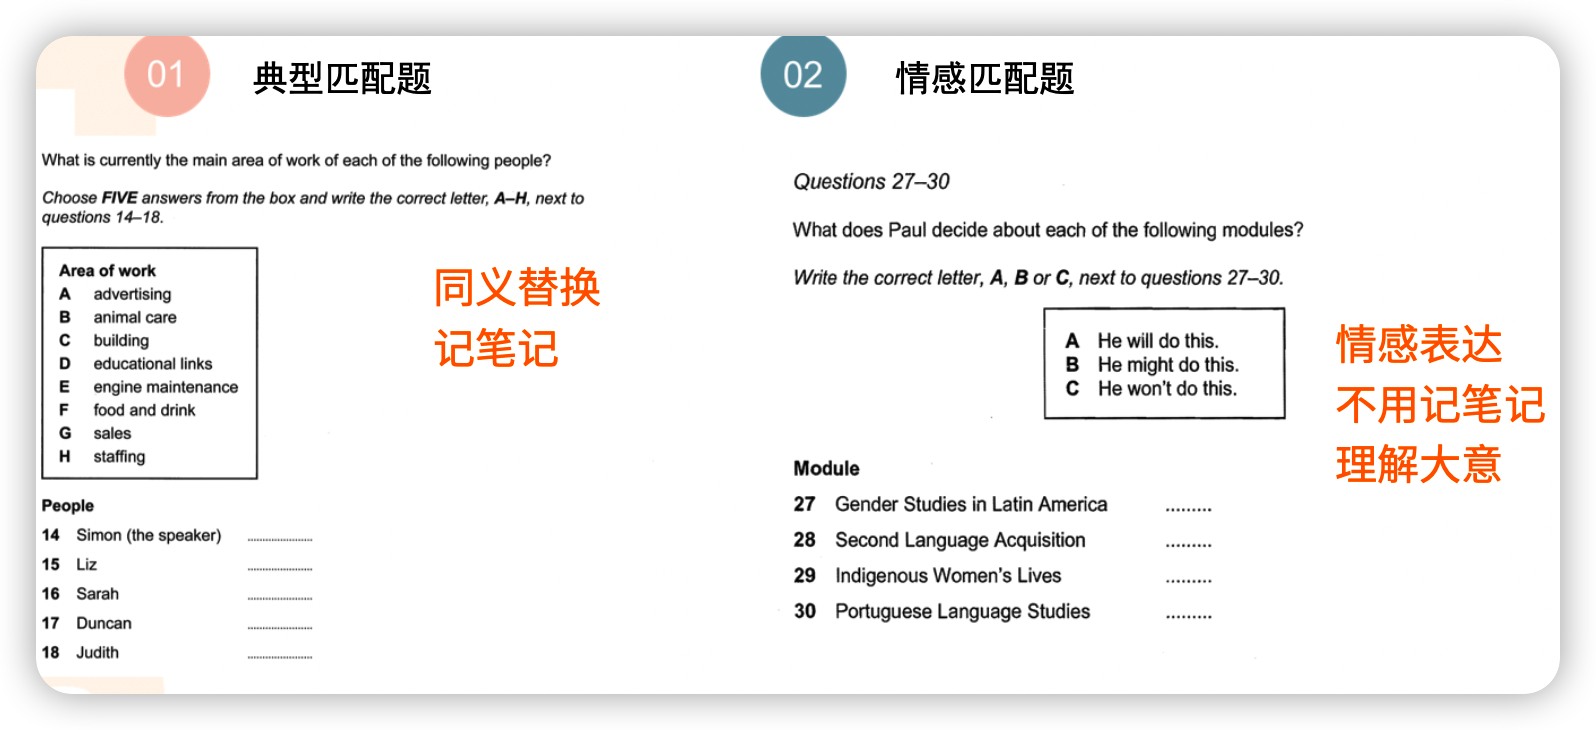 01
典型匹配题
What is currently the main area of work of each of the following people?
Choose FIVE answers from the box and write the correct letter, A–H, next to
questions 14–18.
Area of work
A advertising
B animal care
C building
D educational links
E engine maintenance
F food and drink
G sales
H staffing
同义替换
记笔记
People
14 Simon (the speaker) ......................
15 Liz ......................
16 Sarah ......................
17 Duncan ......................
18 Judith ......................
02
情感匹配题
Questions 27–30
What does Paul decide about each of the following modules?
Write the correct letter, A, B or C, next to questions 27–30.
A He will do this.
B He might do this.
C He won't do this.
情感表达
不用记笔记
理解大意
Module
27 Gender Studies in Latin America .........
28 Second Language Acquisition .........
29 Indigenous Women's Lives .........
30 Portuguese Language Studies .........